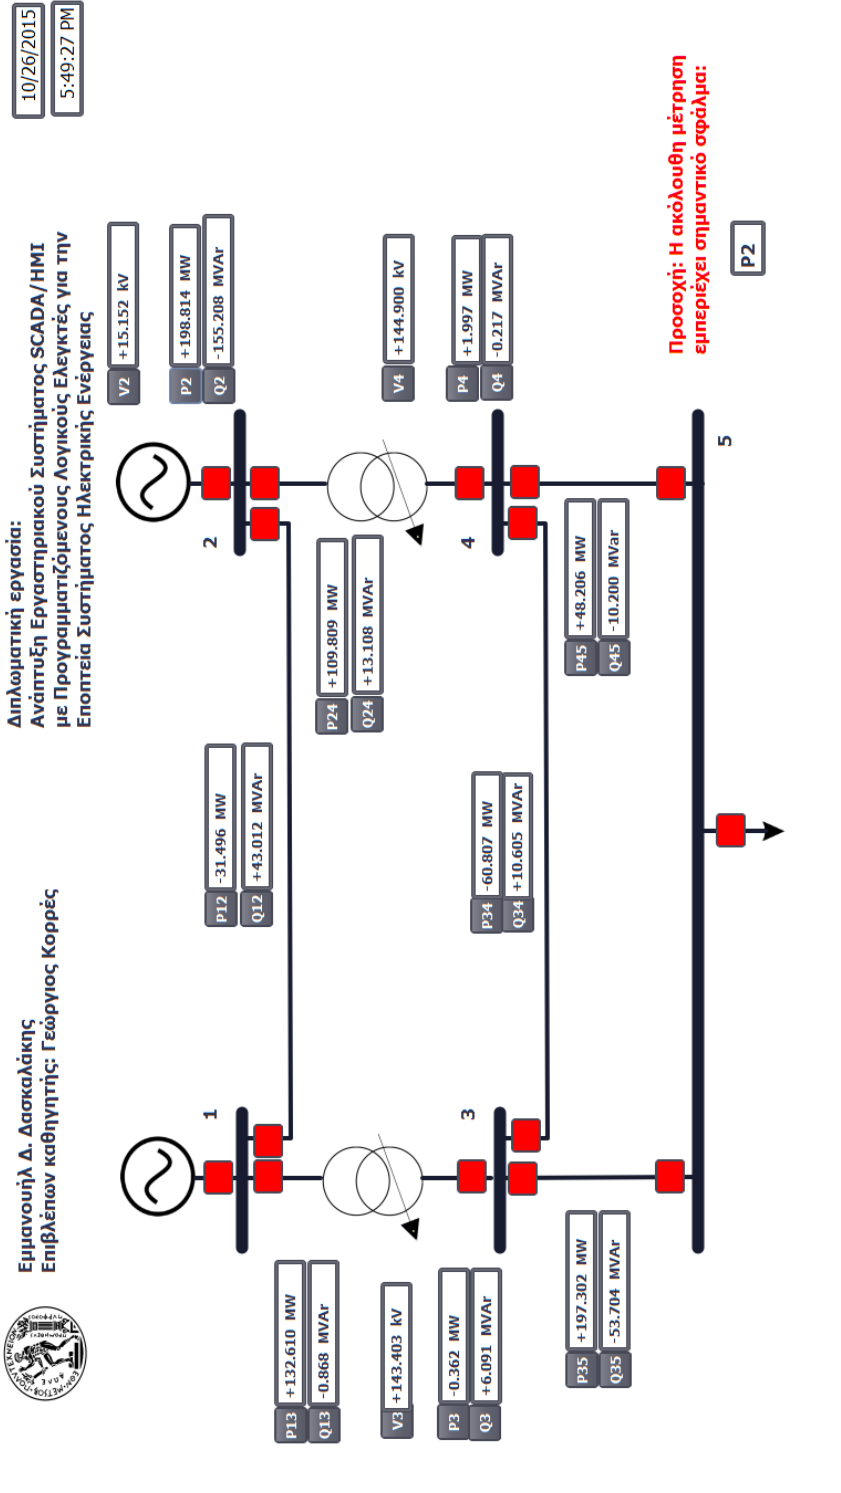 Εμμανουήλ Δ. Δασκαλάκης
Επιβλέπων καθηγητής: Γεώργιος Κορρές
Διπλωματική εργασία:
Ανάπτυξη Εργαστηριακού Συστήματος SCADA/HMI
με Προγραμματιζόμενους Λογικούς Ελεγκτές για την
Εποπτεία Συστήματος Ηλεκτρικής Ενέργειας
10/26/2015
5:49:27 PM
1
2
P12 -31.496 MW
Q12 +43.012 MVAr
V2 +15.152 kV
P2 +198.814 MW
Q2 -155.208 MVAr
P13 +132.610 MW
Q13 -0.868 MVAr
P24 +109.809 MW
Q24 +13.108 MVAr
V3 +143.403 kV
P3 -0.362 MW
Q3 +6.091 MVAr
3
P34 -60.807 MW
Q34 +10.605 MVAr
4
V4 +144.900 kV
P4 +1.997 MW
Q4 -0.217 MVAr
P35 +197.302 MW
Q35 -53.704 MVAr
P45 +48.206 MW
Q45 -10.200 MVar
5
Προσοχή: Η ακόλουθη μέτρηση
εμπεριέχει σημαντικό σφάλμα:
P2